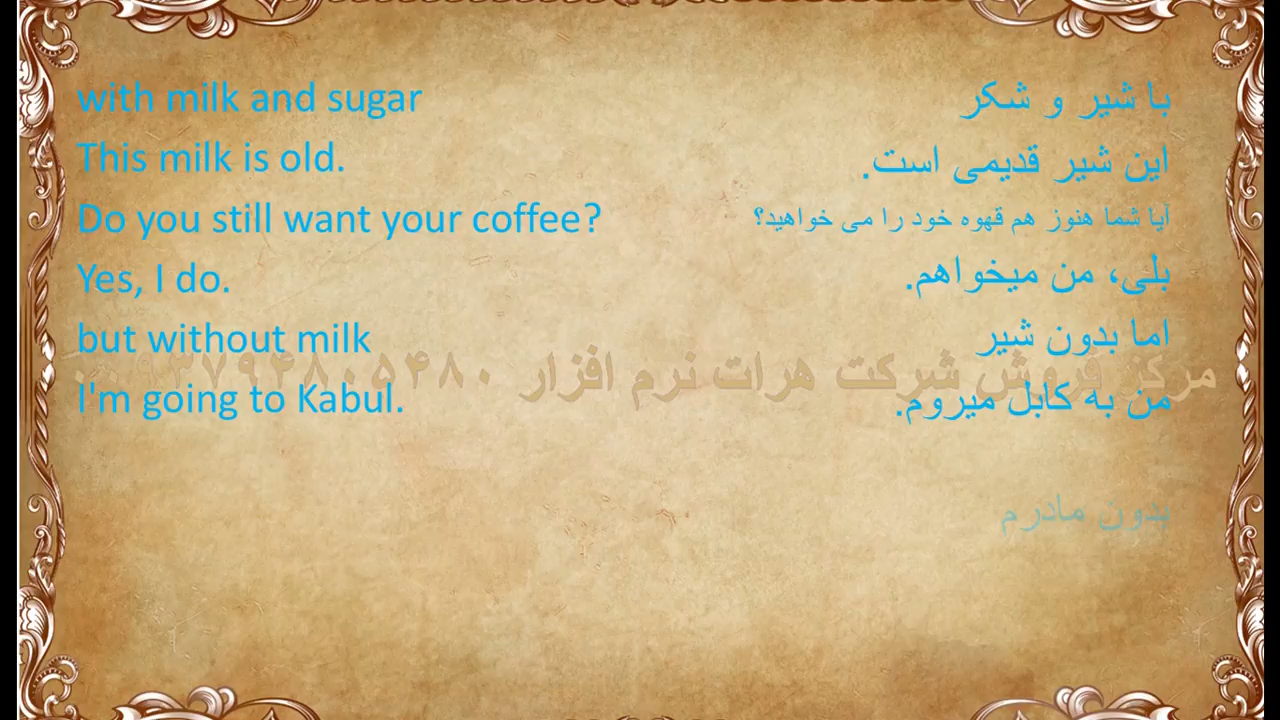 with milk and sugar
با شیر و شکر
This milk is old.
این شیر قدیمی است.
Do you still want your coffee?
آیا شما هنوز هم قهوه خود را می خواهید؟
Yes, I do.
بلی، من میخواهم.
but without milk
اما بدون شیر
مرکز فروش شرکت هرات نرم افزار ۰۰۹۳۷۹۴۸۰۵۴۸۰
I'm going to Kabul.
من به کابل میروم.
بدون مادرم